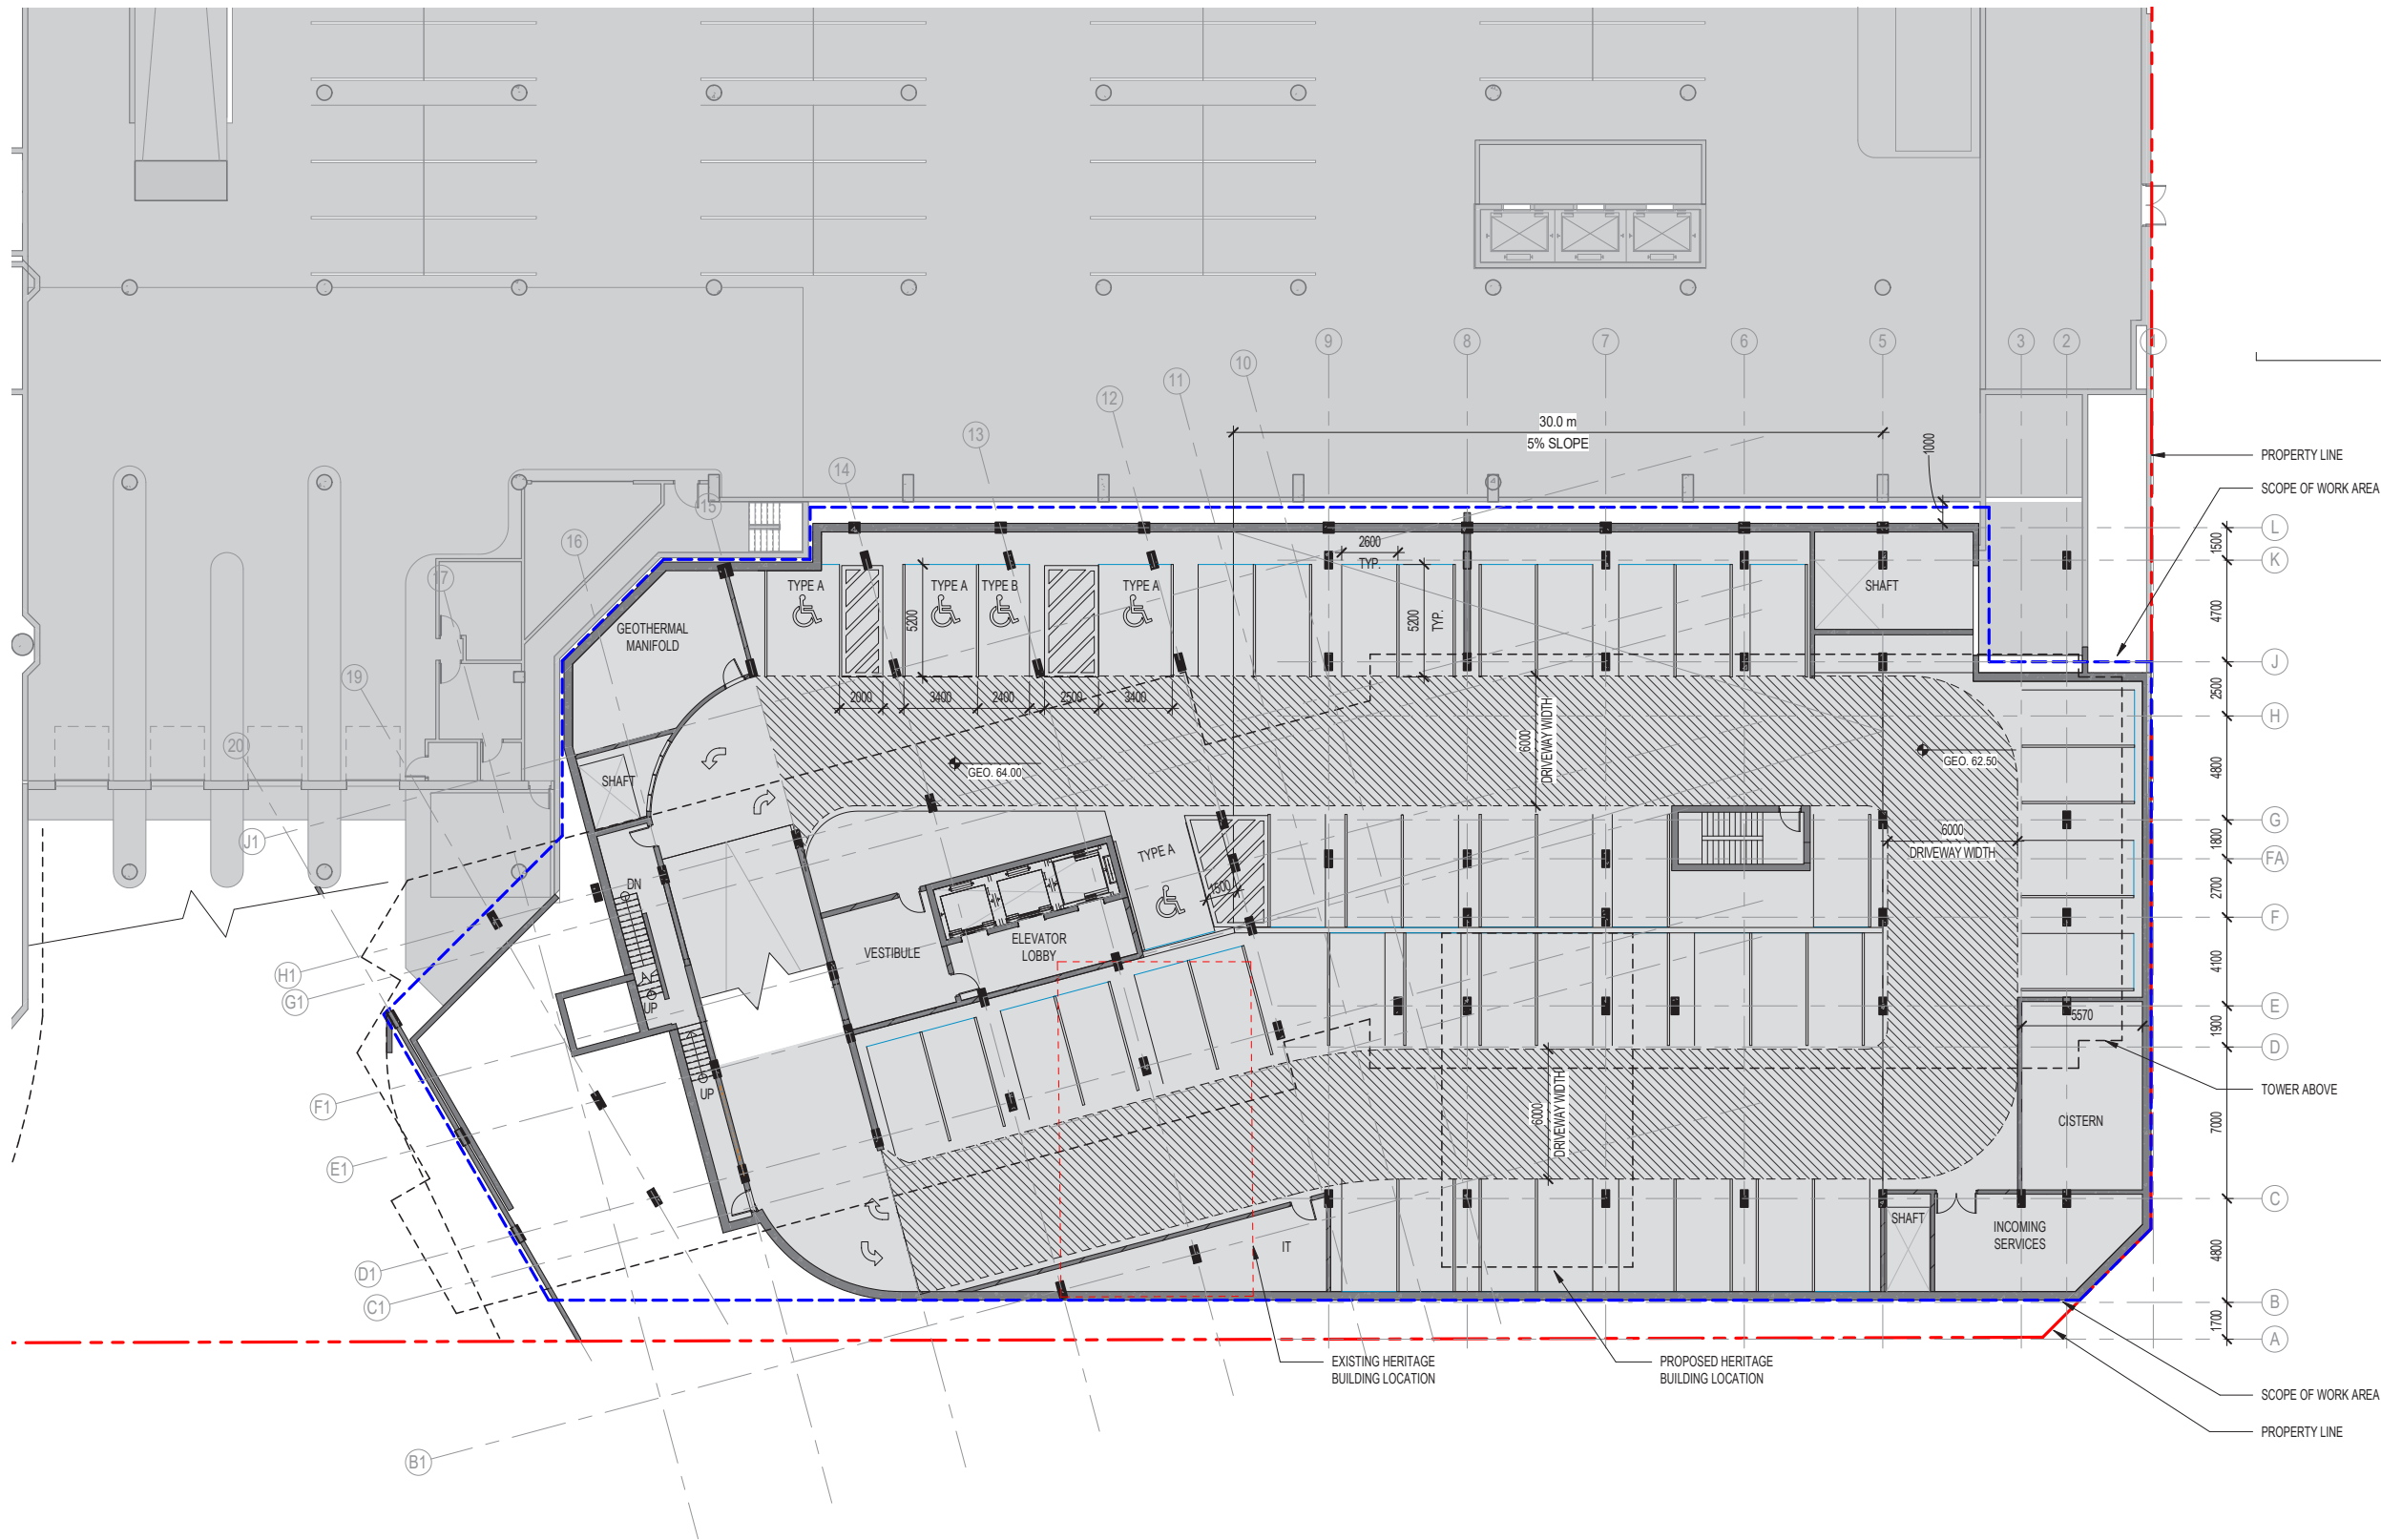 9
8
7
6
5
3
2
10
11
12
13
14
15
16
17
19
20
30.0 m
5% SLOPE
1000
PROPERTY LINE
SCOPE OF WORK AREA
L
1500
K
4700
J
2500
H
4800
G
1800
FA
2700
F
4100
E
1900
D
7000
C
4800
B
1700
A
2600
TYP.
5200
TYP.
SHAFT
TYPE A
TYPE A
TYPE B
TYPE A
5200
GEOTHERMAL
MANIFOLD
2000
3400
2400
2500
3400
6000
DRIVEWAY WIDTH
GEO. 64.00
GEO. 62.50
SHAFT
J1
6000
DRIVEWAY WIDTH
TYPE A
1500
DN
VESTIBULE
ELEVATOR
LOBBY
H1
G1
UP
5570
UP
F1
E1
6000
DRIVEWAY WIDTH
TOWER ABOVE
CISTERN
SHAFT
INCOMING
SERVICES
IT
D1
C1
EXISTING HERITAGE
BUILDING LOCATION
PROPOSED HERITAGE
BUILDING LOCATION
SCOPE OF WORK AREA
PROPERTY LINE
B1